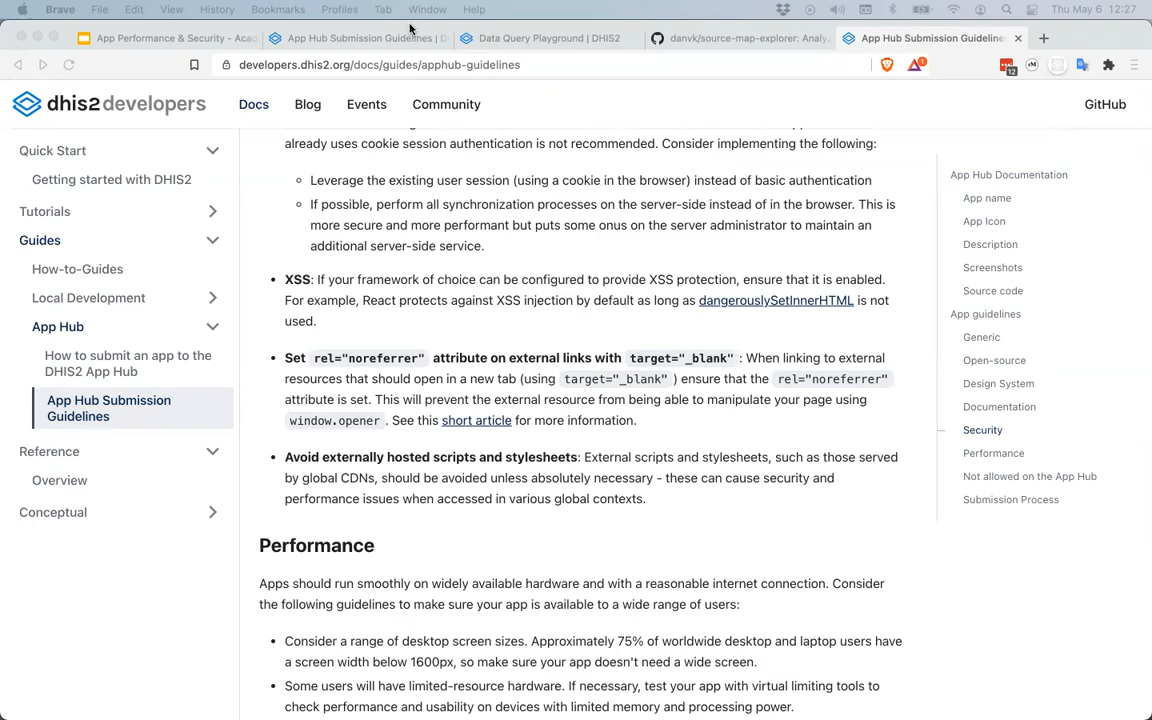 Brave File Edit View History Bookmarks Profiles Tab Window Help Thu May 6 12:27
App Performance & Security - Acad
App Hub Submission Guidelines | D
Data Query Playground | DHIS2
danvk/source-map-explorer: Analy
App Hub Submission Guideline
developers.dhis2.org/docs/guides/apphub-guidelines
1
12
dhis2developers
Docs Blog Events Community GitHub
Quick Start
Getting started with DHIS2
Tutorials
Guides
How-to-Guides
Local Development
App Hub
How to submit an app to the
DHIS2 App Hub
App Hub Submission
Guidelines
Reference
Overview
Conceptual
already uses cookie session authentication is not recommended. Consider implementing the following:
Leverage the existing user session (using a cookie in the browser) instead of basic authentication
If possible, perform all synchronization processes on the server-side instead of in the browser. This is
more secure and more performant but puts some onus on the server administrator to maintain an
additional server-side service.
XSS: If your framework of choice can be configured to provide XSS protection, ensure that it is enabled.
For example, React protects against XSS injection by default as long as dangerouslySetInnerHTML is not
used.
Set rel="noreferrer" attribute on external links with target="_blank" : When linking to external
resources that should open in a new tab (using target="_blank" ) ensure that the rel="noreferrer"
attribute is set. This will prevent the external resource from being able to manipulate your page using
window.opener . See this short article for more information.
Avoid externally hosted scripts and stylesheets: External scripts and stylesheets, such as those served
by global CDNs, should be avoided unless absolutely necessary - these can cause security and
performance issues when accessed in various global contexts.
Performance
Apps should run smoothly on widely available hardware and with a reasonable internet connection. Consider
the following guidelines to make sure your app is available to a wide range of users:
Consider a range of desktop screen sizes. Approximately 75% of worldwide desktop and laptop users have
a screen width below 1600px, so make sure your app doesn't need a wide screen.
Some users will have limited-resource hardware. If necessary, test your app with virtual limiting tools to
check performance and usability on devices with limited memory and processing power.
App Hub Documentation
App name
App Icon
Description
Screenshots
Source code
App guidelines
Generic
Open-source
Design System
Documentation
Security
Performance
Not allowed on the App Hub
Submission Process